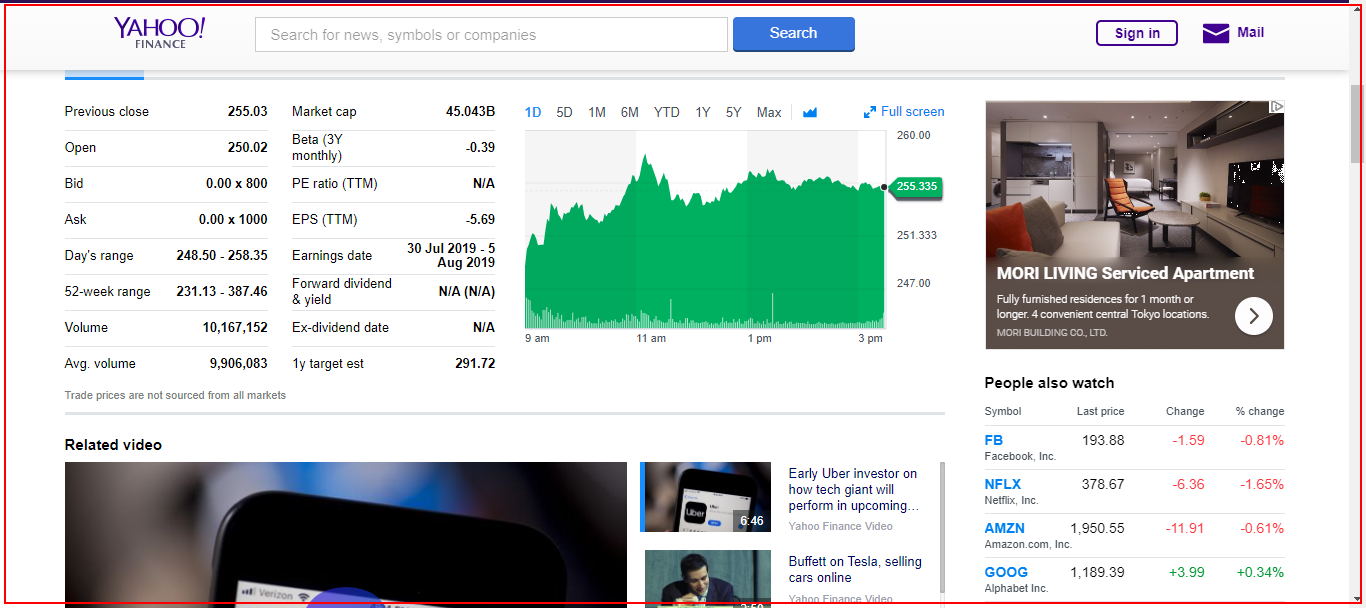 YAHOO!
FINANCE
Search for news, symbols or companies
Search
Sign in
Mail
Previous close 255.03
Open 250.02
Bid 0.00 x 800
Ask 0.00 x 1000
Day's range 248.50 - 258.35
52-week range 231.13 - 387.46
Volume 10,167,152
Avg. volume 9,906,083
Market cap 45.043B
Beta (3Y
monthly) -0.39
PE ratio (TTM) N/A
EPS (TTM) -5.69
Earnings date 30 Jul 2019 - 5
Aug 2019
Forward dividend
& yield N/A (N/A)
Ex-dividend date N/A
1y target est 291.72
Trade prices are not sourced from all markets
1D 5D 1M 6M YTD 1Y 5Y Max Full screen
260.00
255.335
251.333
247.00
9 am 11 am 1 pm 3 pm
MORI LIVING Serviced Apartment
Fully furnished residences for 1 month or
longer. 4 convenient central Tokyo locations.
MORI BUILDING CO., LTD.
People also watch
Symbol Last price Change % change
FB 193.88 -1.59 -0.81%
Facebook, Inc.
NFLX 378.67 -6.36 -1.65%
Netflix, Inc.
AMZN 1,950.55 -11.91 -0.61%
Amazon.com, Inc.
GOOG 1,189.39 +3.99 +0.34%
Alphabet Inc.
Related video
Verizon
Uber
6:46
Early Uber investor on
how tech giant will
perform in upcoming…
Yahoo Finance Video
Buffett on Tesla, selling
cars online
Yahoo Finance Video